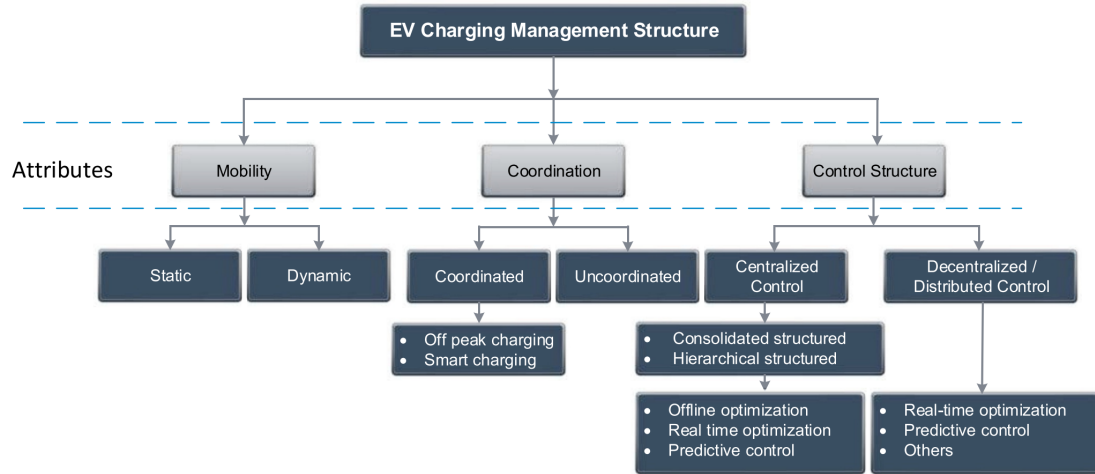 EV Charging Management Structure
Attributes
Mobility
Coordination
Control Structure
Static
Dynamic
Coordinated
Uncoordinated
Centralized
Control
Decentralized /
Distributed Control
• Off peak charging
• Smart charging
• Consolidated structured
• Hierarchical structured
• Offline optimization
• Real time optimization
• Predictive control
• Real-time optimization
• Predictive control
• Others